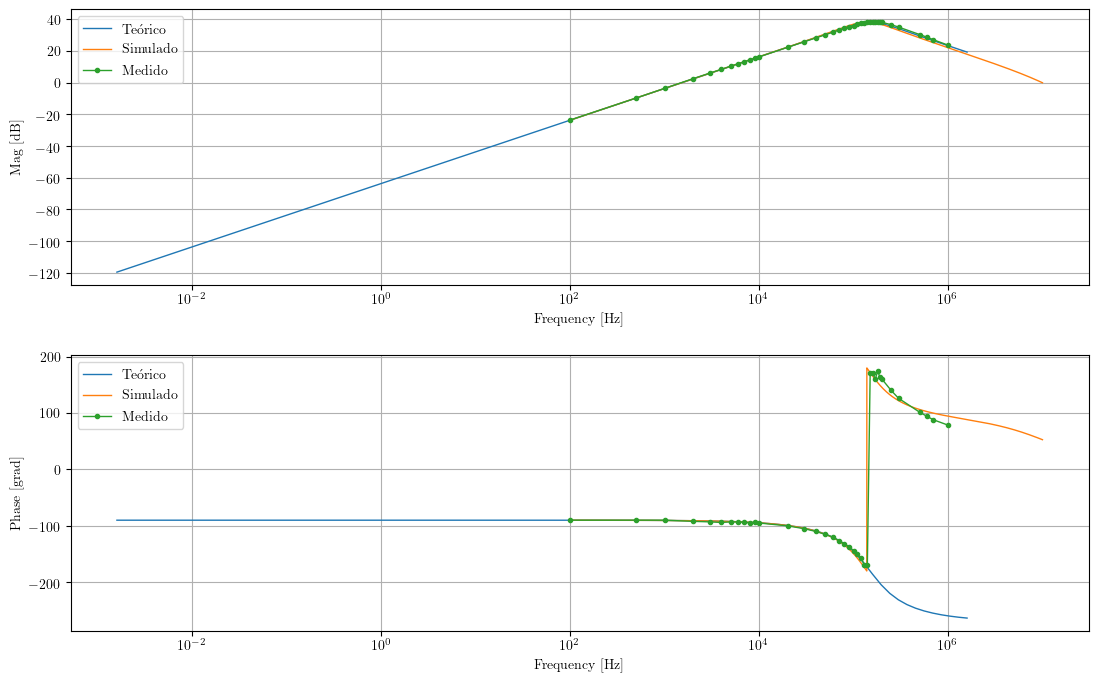 40
20
0
−20
−40
−60
−80
−100
−120
Mag [dB]
Teórico
Simulado
Medido
10⁻² 10⁰ 10² 10⁴ 10⁶
Frequency [Hz]
200
100
0
−100
−200
Phase [grad]
Teórico
Simulado
Medido
10⁻² 10⁰ 10² 10⁴ 10⁶
Frequency [Hz]